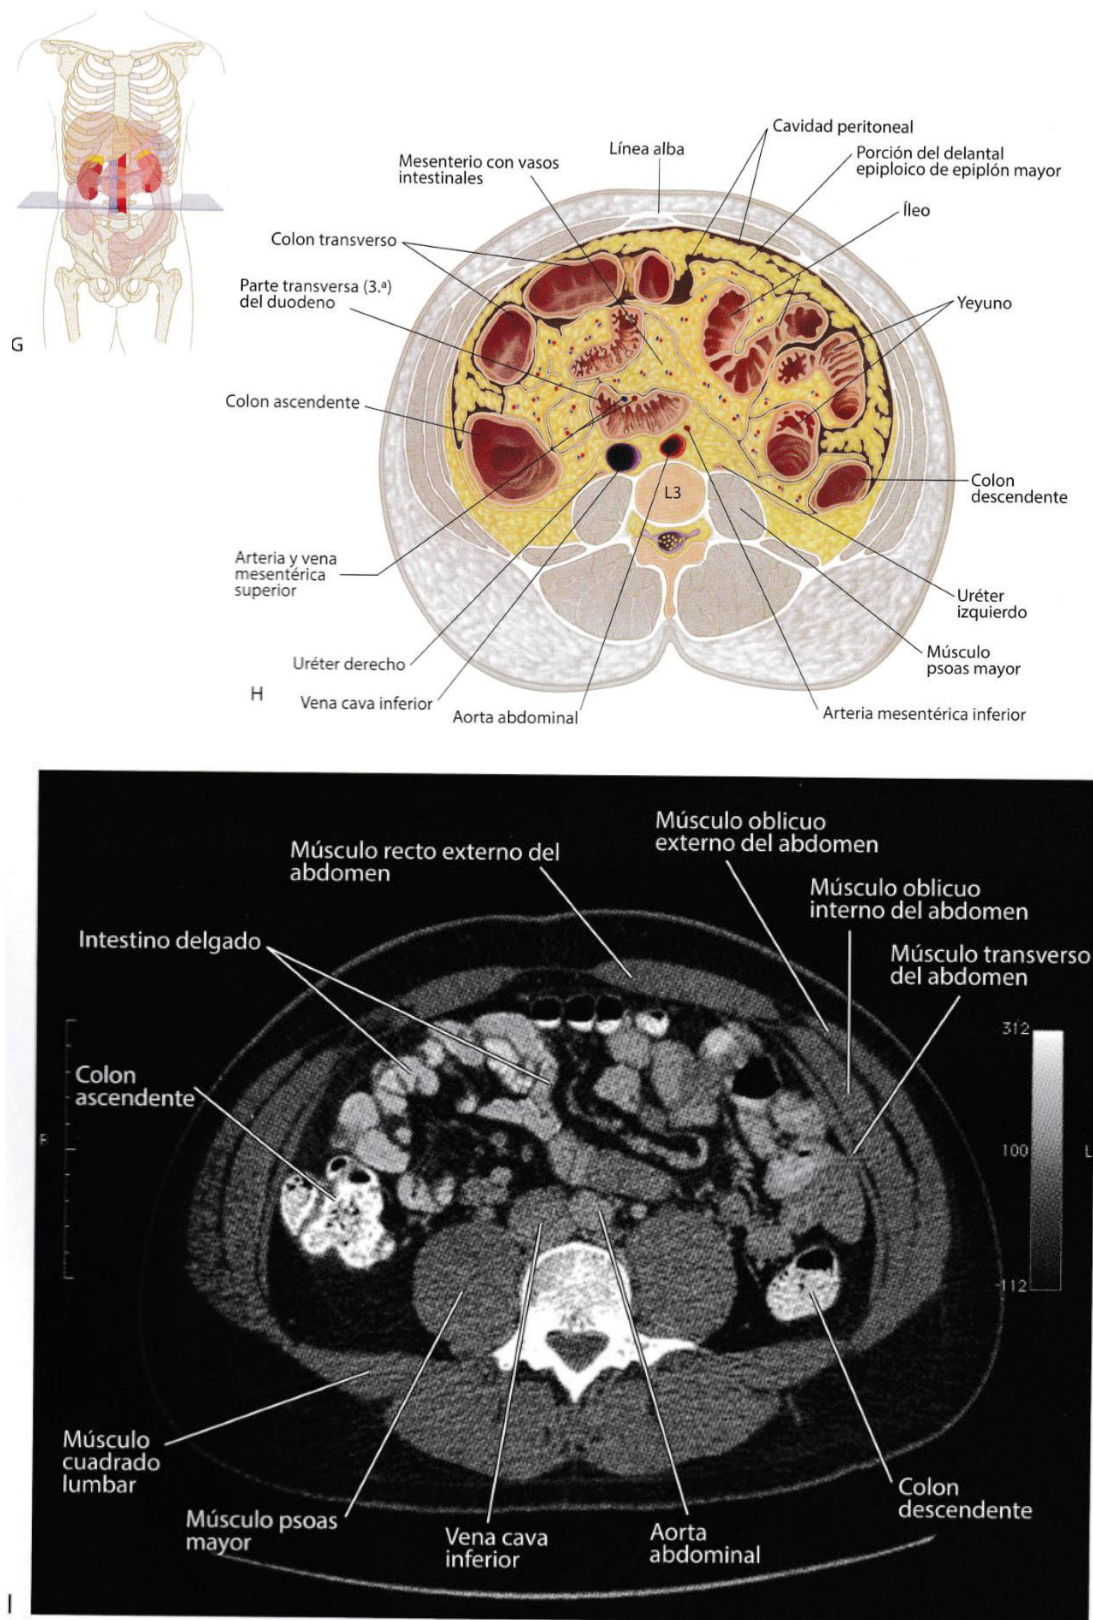 Cavidad peritoneal
Línea alba
Porción del delantal
epiploico de epiplón mayor
Mesenterio con vasos
intestinales
Íleo
Colon transverso
Parte transversa (3.ª)
del duodeno
Yeyuno
G
Colon ascendente
L3
Colon
descendente
Arteria y vena
mesentérica
superior
Uréter
izquierdo
Músculo
psoas mayor
Uréter derecho
H
Vena cava inferior
Aorta abdominal
Arteria mesentérica inferior
Músculo oblicuo
externo del abdomen
Músculo recto externo del
abdomen
Músculo oblicuo
interno del abdomen
Intestino delgado
Músculo transverso
del abdomen
312
Colon
ascendente
R
100
L
-112
Músculo
cuadrado
lumbar
Colon
descendente
Músculo psoas
mayor
Vena cava
inferior
Aorta
abdominal
I